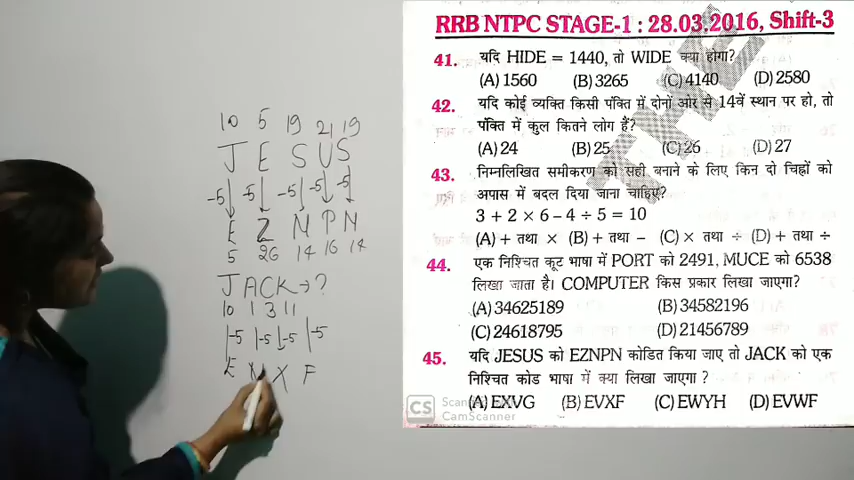 10 5 19 21 19
J E S U S
-5 -5 -5 -5 -5
E Z N P N
5 26 14 16 14
JACK → ?
10 1 3 11
-5 -5 -5 -5
E V X F
RRB NTPC STAGE-1 : 28.03.2016, Shift-3
41. यदि HIDE = 1440, तो WIDE क्या होगा?
(A) 1560 (B) 3265 (C) 4140 (D) 2580
42. यदि कोई व्यक्ति किसी पंक्ति में दोनों ओर से 14वें स्थान पर हो, तो
पंक्ति में कुल कितने लोग हैं?
(A) 24 (B) 25 (C) 26 (D) 27
43. निम्नलिखित समीकरण को सही बनाने के लिए किन दो चिह्नों को
अपास में बदल दिया जाना चाहिए?
3 + 2 × 6 – 4 ÷ 5 = 10
(A) + तथा × (B) + तथा – (C) × तथा ÷ (D) + तथा ÷
44. एक निश्चित कूट भाषा में PORT को 2491, MUCE को 6538
लिखा जाता है। COMPUTER किस प्रकार लिखा जाएगा?
(A) 34625189 (B) 34582196
(C) 24618795 (D) 21456789
45. यदि JESUS को EZNPN कोडित किया जाए तो JACK को एक
निश्चित कोड भाषा में क्या लिखा जाएगा ?
(A) EXVG (B) EVXF (C) EWYH (D) EVWF
THE
CS Scanned with
CamScanner